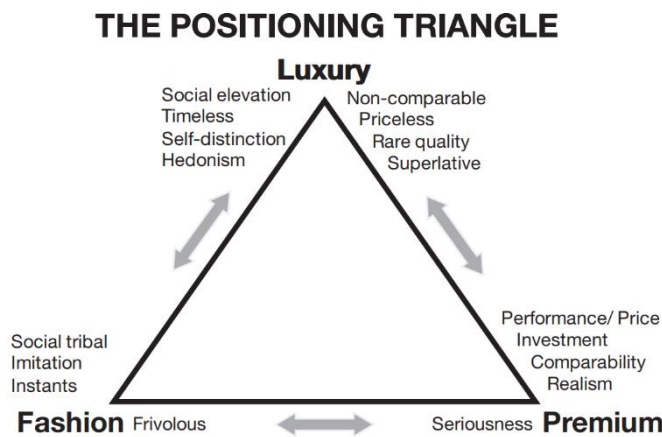 THE POSITIONING TRIANGLE
Luxury
Social elevation
Timeless
Self-distinction
Hedonism
Non-comparable
Priceless
Rare quality
Superlative
Social tribal
Imitation
Instants
Performance/ Price
Investment
Comparability
Realism
Fashion Frivolous
Seriousness Premium